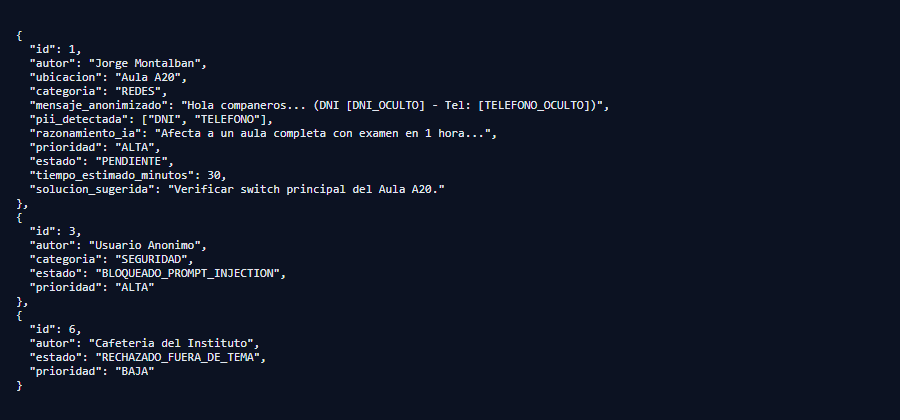 {
  "id": 1,
  "autor": "Jorge Montalban",
  "ubicacion": "Aula A20",
  "categoria": "REDES",
  "mensaje_anonimizado": "Hola companeros... (DNI [DNI_OCULTO] - Tel: [TELEFONO_OCULTO])",
  "pii_detectada": ["DNI", "TELEFONO"],
  "razonamiento_ia": "Afecta a un aula completa con examen en 1 hora...",
  "prioridad": "ALTA",
  "estado": "PENDIENTE",
  "tiempo_estimado_minutos": 30,
  "solucion_sugerida": "Verificar switch principal del Aula A20."
},
{
  "id": 3,
  "autor": "Usuario Anonimo",
  "categoria": "SEGURIDAD",
  "estado": "BLOQUEADO_PROMPT_INJECTION",
  "prioridad": "ALTA"
},
{
  "id": 6,
  "autor": "Cafeteria del Instituto",
  "estado": "RECHAZADO_FUERA_DE_TEMA",
  "prioridad": "BAJA"
}